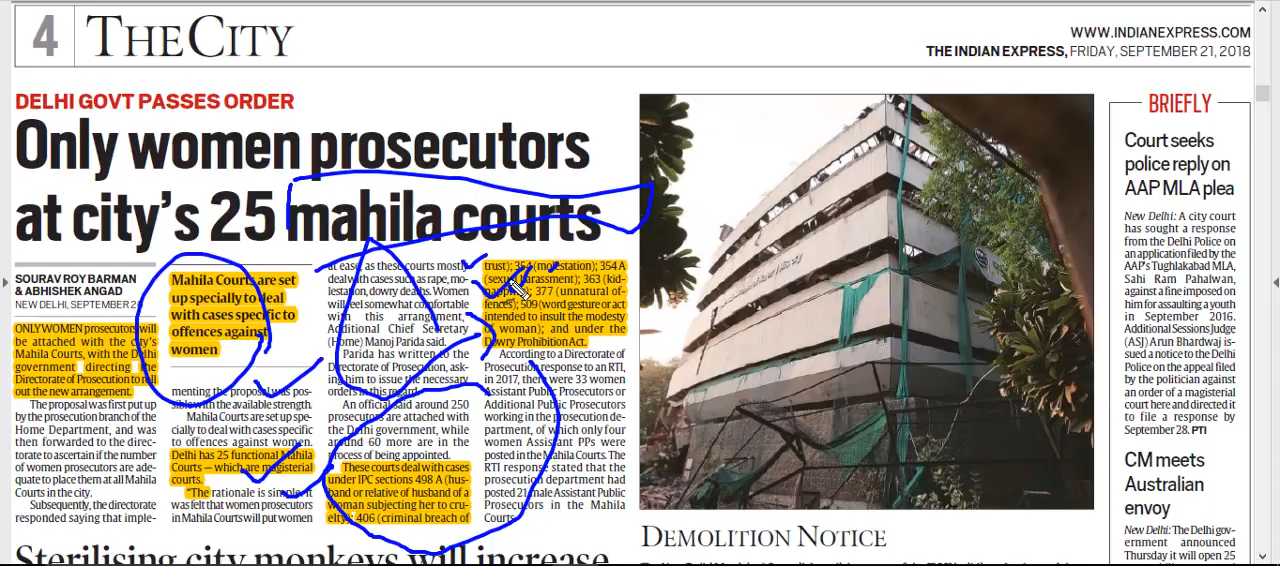 4 THE CITY
WWW.INDIANEXPRESS.COM
THE INDIAN EXPRESS, FRIDAY, SEPTEMBER 21, 2018
DELHI GOVT PASSES ORDER
Only women prosecutors
at city's 25 mahila courts
SOURAV ROY BARMAN
& ABHISHEK ANGAD
NEW DELHI, SEPTEMBER
ONLY WOMEN prosecutors will
be attached with the city's
Mahila Courts, with the Delhi
government directing the
Directorate of Prosecution to roll
out the new arrangement.
The proposal was first put up
by the prosecution branch of the
Home Department, and was
then forwarded to the direc-
torate to ascertain if the number
of women prosecutors are ade-
quate to place them at all Mahila
Courts in the city.
Subsequently, the directorate
responded saying that imple-
Mahila Courts are set
up specially to deal
with cases specific to
offences against
women
menting the proposal was pos-
sible with the available strength.
Mahila Courts are set up spe-
cially to deal with cases specific
to offences against women.
Delhi has 25 functional Mahila
Courts — which are magisterial
courts.
"The rationale is simple, it
was felt that women prosecutors
in Mahila Courts will put women
at ease, as these courts mostly
deal with cases such as rape, mo-
lestation, dowry deaths. Women
will feel somewhat comfortable
with this arrangement,"
Additional Chief Secretary
(Home) Manoj Parida said.
Parida has written to the
Directorate of Prosecution, ask-
ing him to issue the necessary
orders in this regard.
An official said around 250
prosecutors are attached with
the Delhi government, while
around 60 more are in the
process of being appointed.
These courts deal with cases
under IPC sections 498 A (hus-
band or relative of husband of a
woman subjecting her to cru-
elty); 406 (criminal breach of
trust); 354 (molestation); 354 A
(sexual harassment); 363 (kid-
napping); 377 (unnatural of-
fences); 509 (word gesture or act
intended to insult the modesty
of woman); and under the
Dowry Prohibition Act.
According to a Directorate of
Prosecution response to an RTI,
in 2017, there were 33 women
Assistant Public Prosecutors or
Additional Public Prosecutors
working in the prosecution de-
partment, of which only four
women Assistant PPs were
posted in the Mahila Courts. The
RTI response stated that the
prosecution department had
posted 21 male Assistant Public
Prosecutors in the Mahila
Courts.
Sterilising city monkeys will increase
DEMOLITION NOTICE
BRIEFLY
Court seeks
police reply on
AAP MLA plea
New Delhi: A city court
has sought a response
from the Delhi Police on
an application filed by the
AAP's Tughlakabad MLA,
Sahi Ram Pahalwan,
against a fine imposed on
him for assaulting a youth
in September 2016.
Additional Sessions Judge
(ASJ) Arun Bhardwaj is-
sued a notice to the Delhi
Police on the appeal filed
by the politician against
an order of a magisterial
court here and directed it
to file a response by
September 28. PTI
CM meets
Australian
envoy
New Delhi: The Delhi gov-
ernment announced
Thursday it will open 25